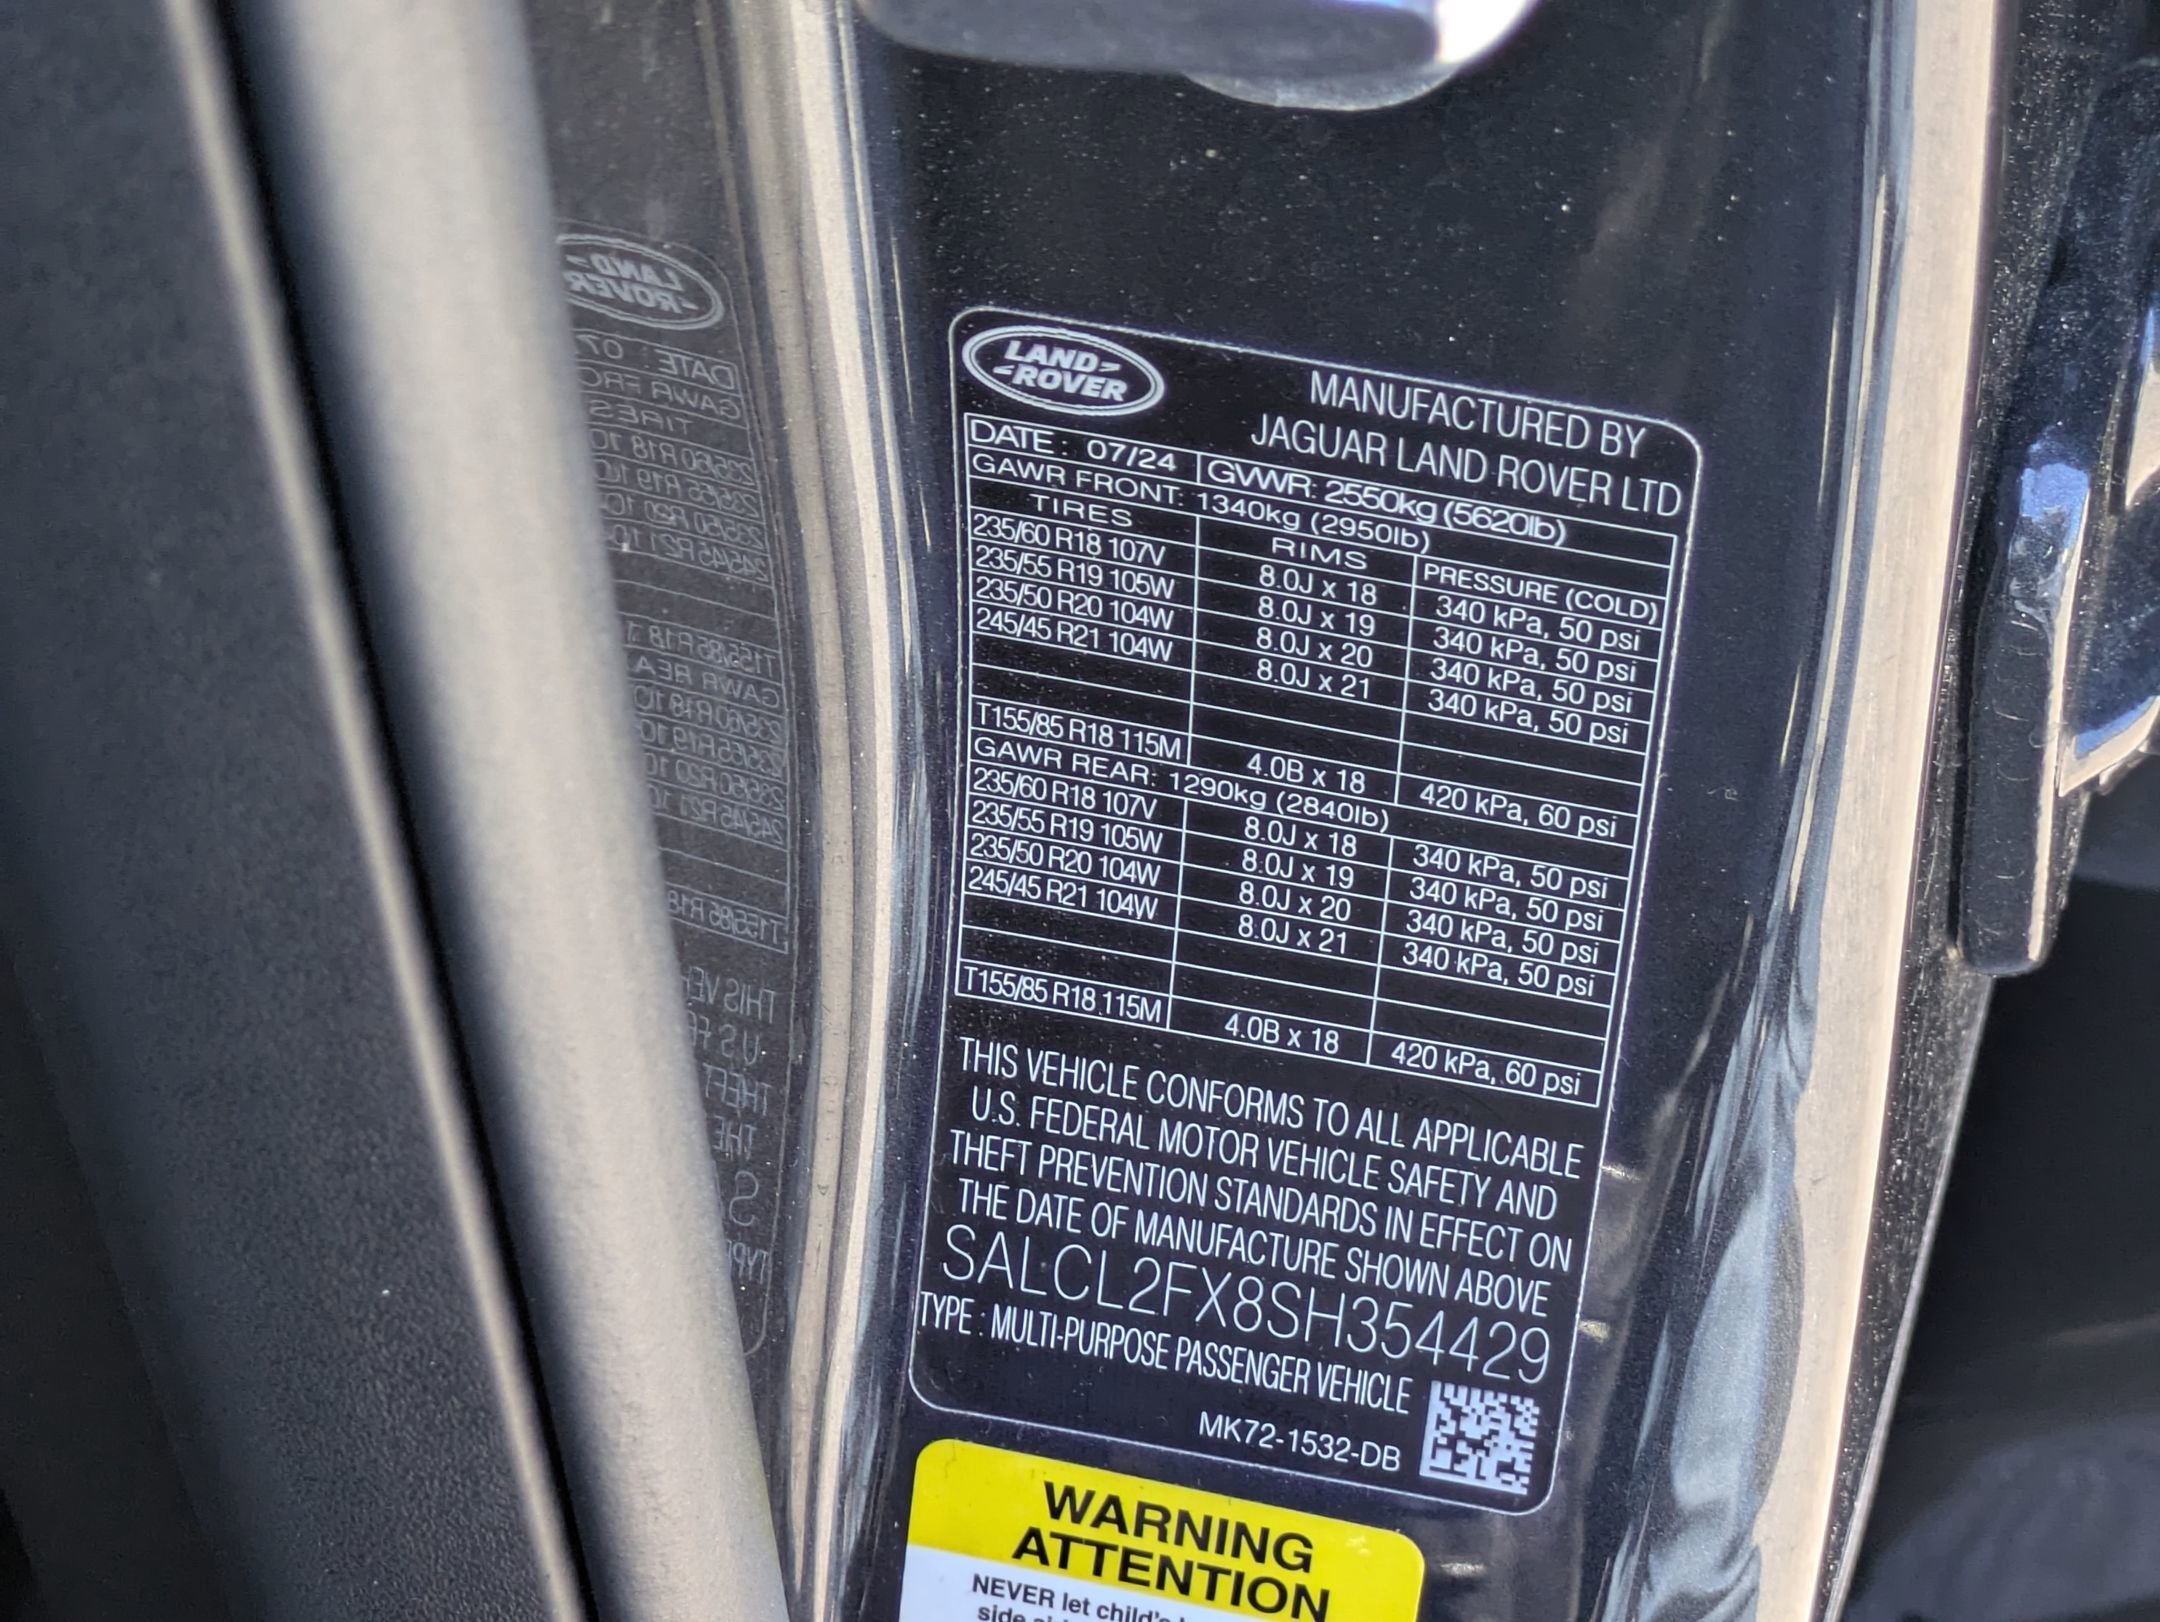 LAND
ROVER
MANUFACTURED BY
JAGUAR LAND ROVER LTD
DATE : 07/24 GVWR: 2550kg (5620lb)
GAWR FRONT: 1340kg (2950lb)
TIRES RIMS PRESSURE (COLD)
235/60 R18 107V 8.0J x 18 340 kPa, 50 psi
235/55 R19 105W 8.0J x 19 340 kPa, 50 psi
235/50 R20 104W 8.0J x 20 340 kPa, 50 psi
245/45 R21 104W 8.0J x 21 340 kPa, 50 psi
T155/85 R18 115M 4.0B x 18 420 kPa, 60 psi
GAWR REAR: 1290kg (2840lb)
235/60 R18 107V 8.0J x 18 340 kPa, 50 psi
235/55 R19 105W 8.0J x 19 340 kPa, 50 psi
235/50 R20 104W 8.0J x 20 340 kPa, 50 psi
245/45 R21 104W 8.0J x 21 340 kPa, 50 psi
T155/85 R18 115M 4.0B x 18 420 kPa, 60 psi
THIS VEHICLE CONFORMS TO ALL APPLICABLE
U.S. FEDERAL MOTOR VEHICLE SAFETY AND
THEFT PREVENTION STANDARDS IN EFFECT ON
THE DATE OF MANUFACTURE SHOWN ABOVE
SALCL2FX8SH354429
TYPE : MULTI-PURPOSE PASSENGER VEHICLE
MK72-1532-DB
WARNING
ATTENTION
NEVER let child's
side